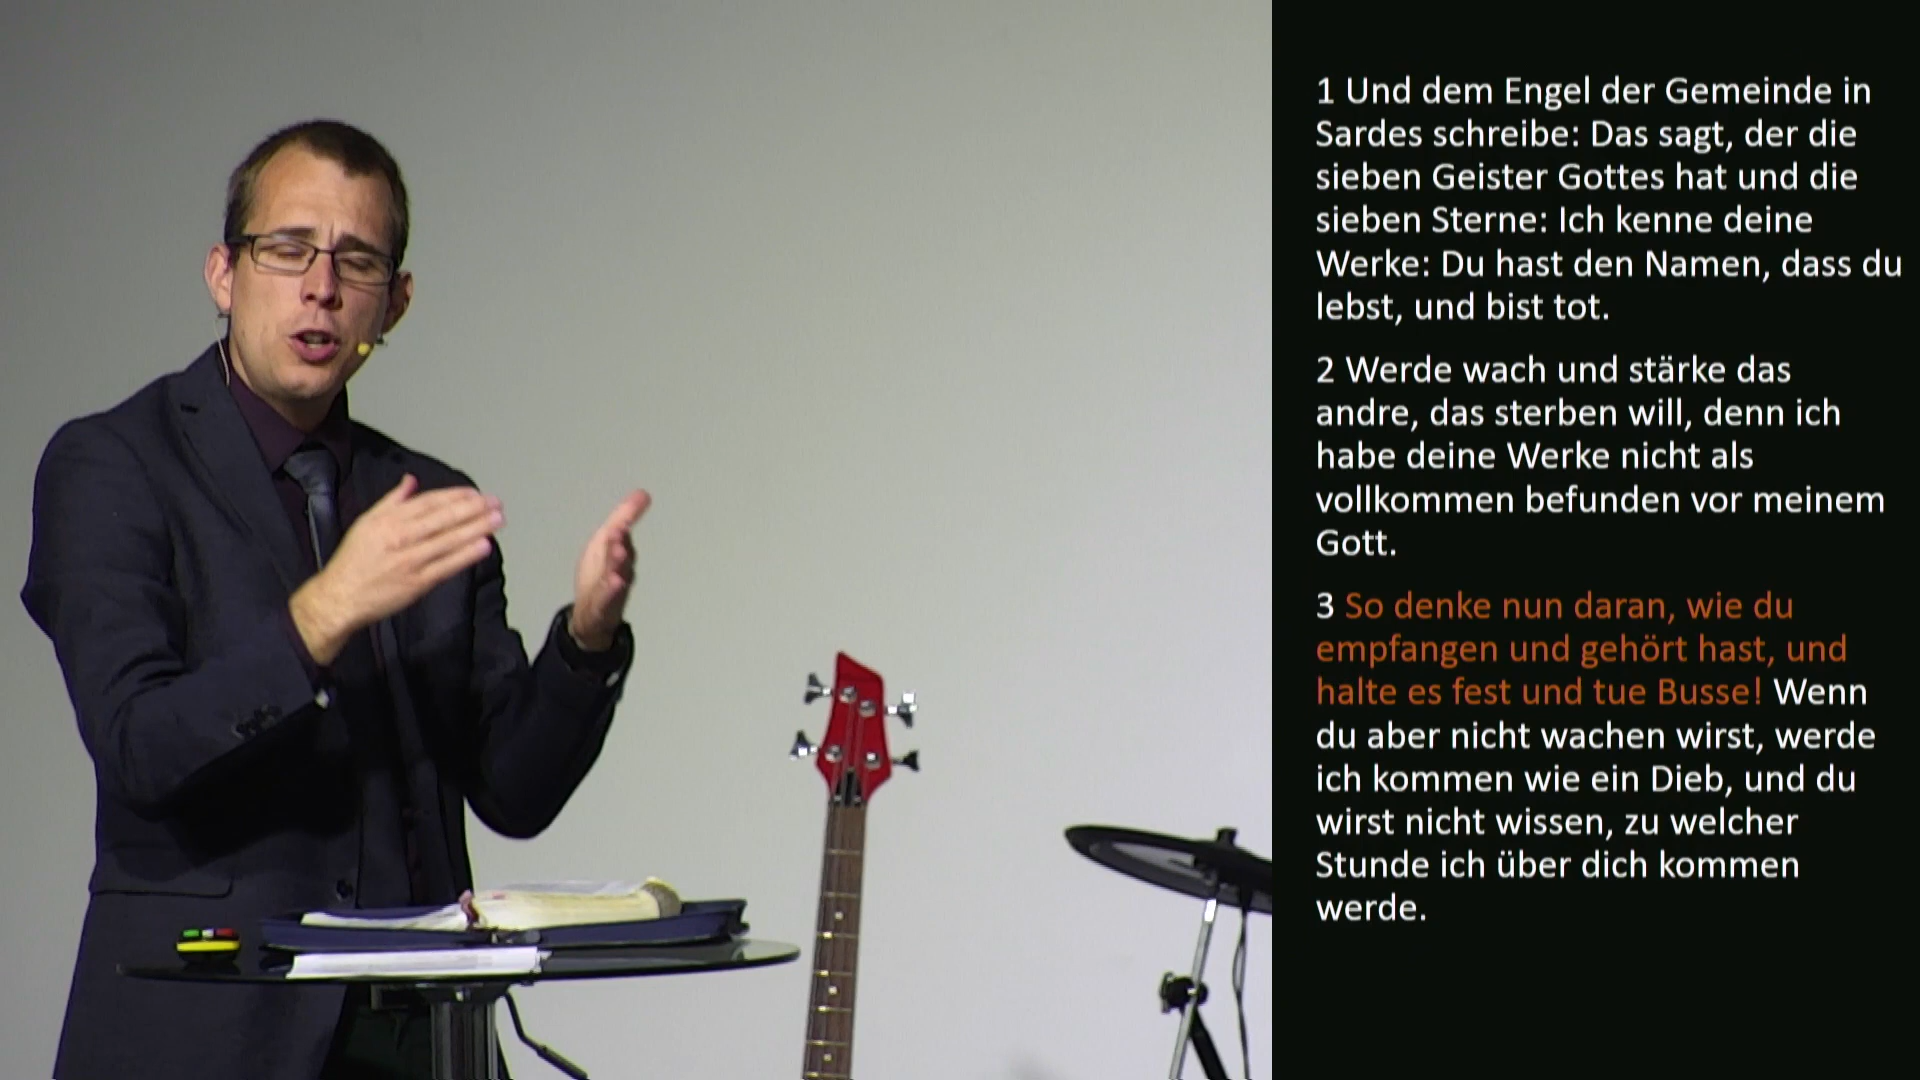 1 Und dem Engel der Gemeinde in
Sardes schreibe: Das sagt, der die
sieben Geister Gottes hat und die
sieben Sterne: Ich kenne deine
Werke: Du hast den Namen, dass du
lebst, und bist tot.
2 Werde wach und stärke das
andre, das sterben will, denn ich
habe deine Werke nicht als
vollkommen befunden vor meinem
Gott.
3 So denke nun daran, wie du
empfangen und gehört hast, und
halte es fest und tue Busse! Wenn
du aber nicht wachen wirst, werde
ich kommen wie ein Dieb, und du
wirst nicht wissen, zu welcher
Stunde ich über dich kommen
werde.